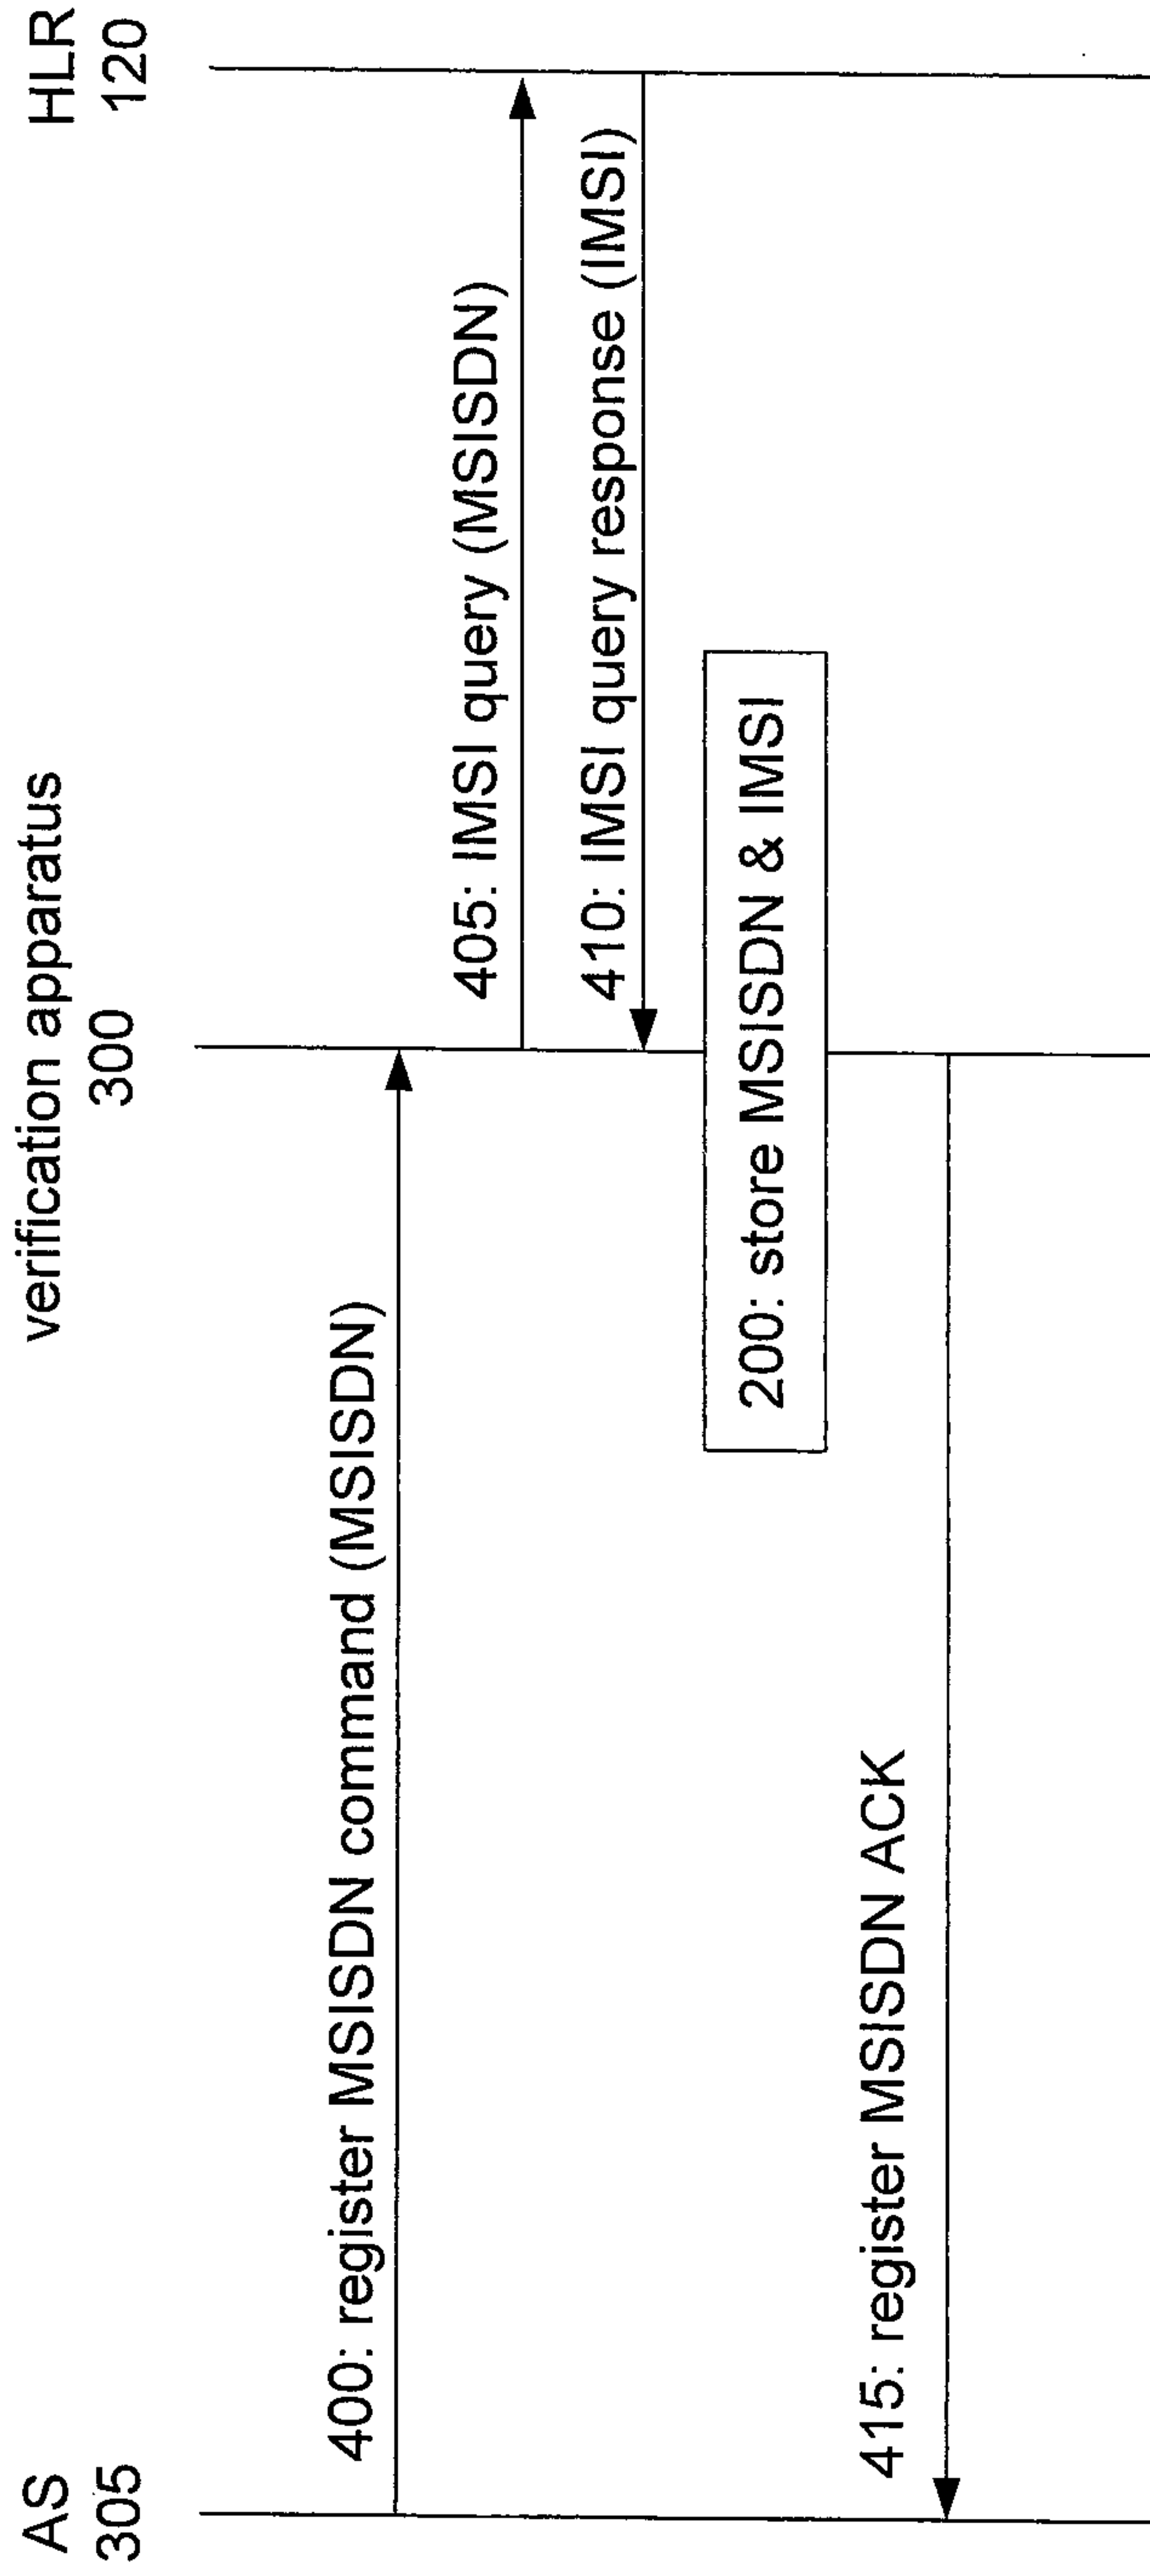 AS
305
verification apparatus
300
HLR
120
400: register MSISDN command (MSISDN)
405: IMSI query (MSISDN)
410: IMSI query response (IMSI)
200: store MSISDN & IMSI
415: register MSISDN ACK